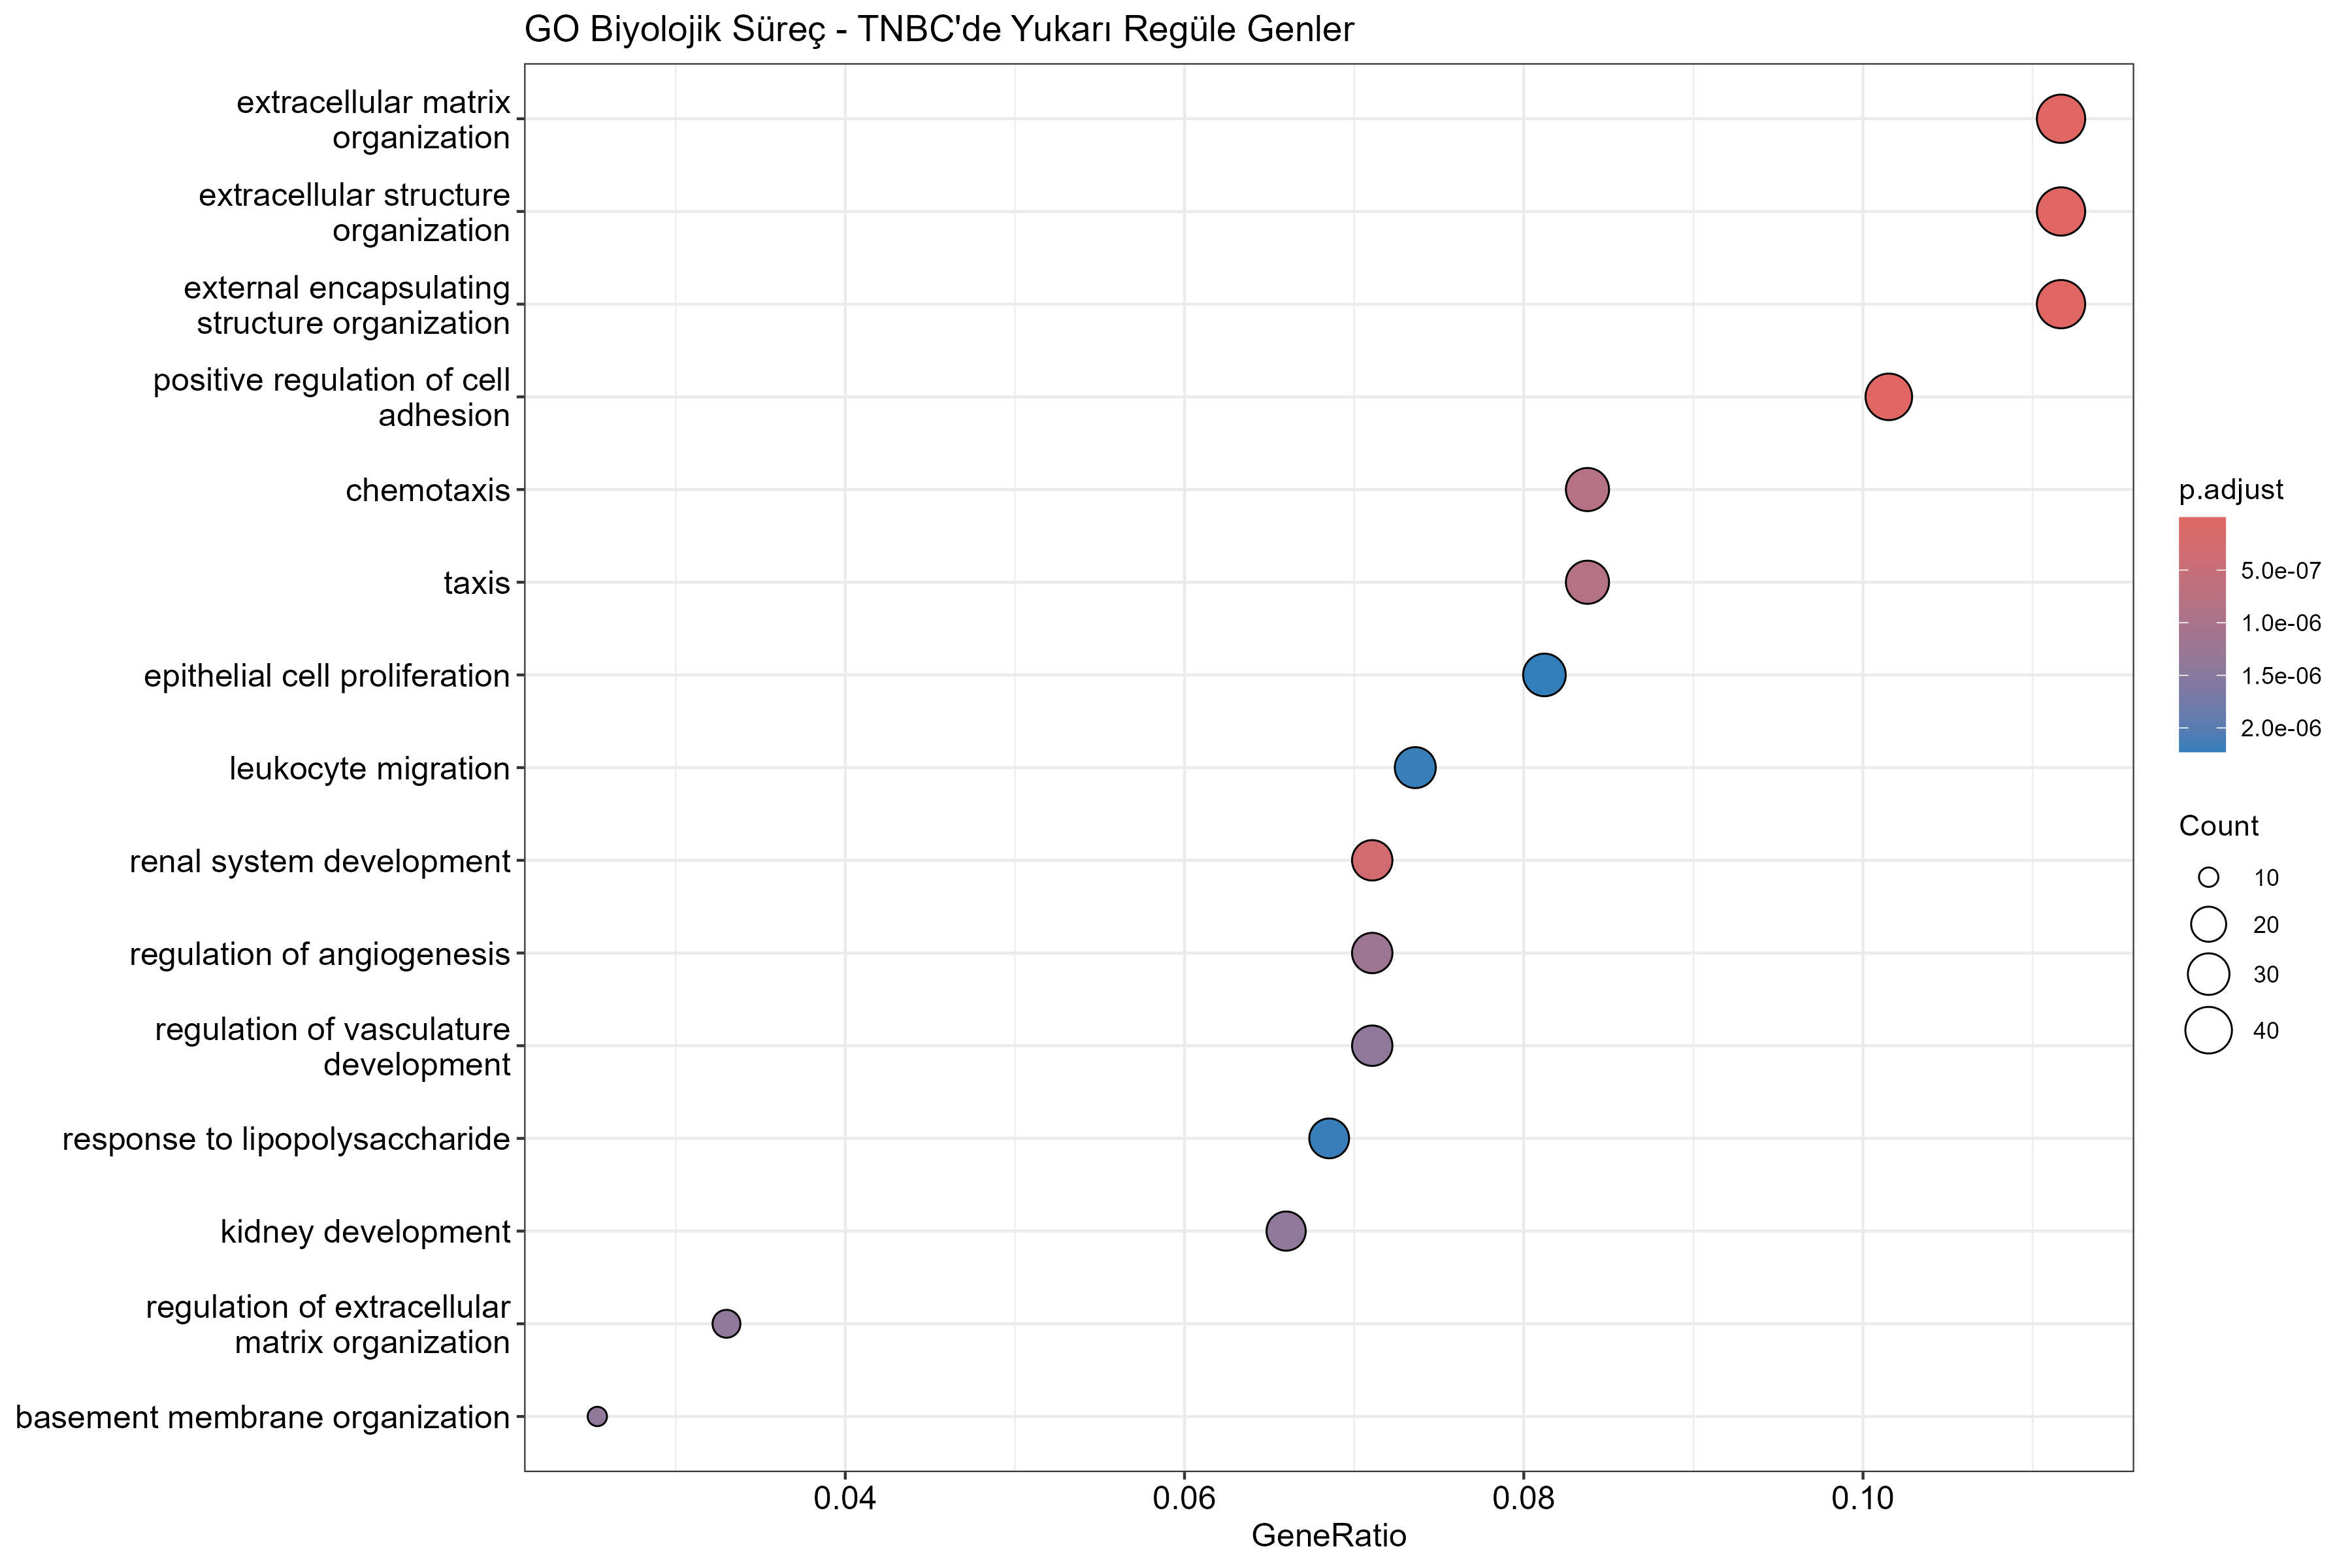 GO Biyolojik Süreç - TNBC'de Yukarı Regüle Genler
extracellular matrix
organization
extracellular structure
organization
external encapsulating
structure organization
positive regulation of cell
adhesion
chemotaxis
taxis
epithelial cell proliferation
leukocyte migration
renal system development
regulation of angiogenesis
regulation of vasculature
development
response to lipopolysaccharide
kidney development
regulation of extracellular
matrix organization
basement membrane organization
0.04
0.06
0.08
0.10
GeneRatio
p.adjust
5.0e-07
1.0e-06
1.5e-06
2.0e-06
Count
10
20
30
40